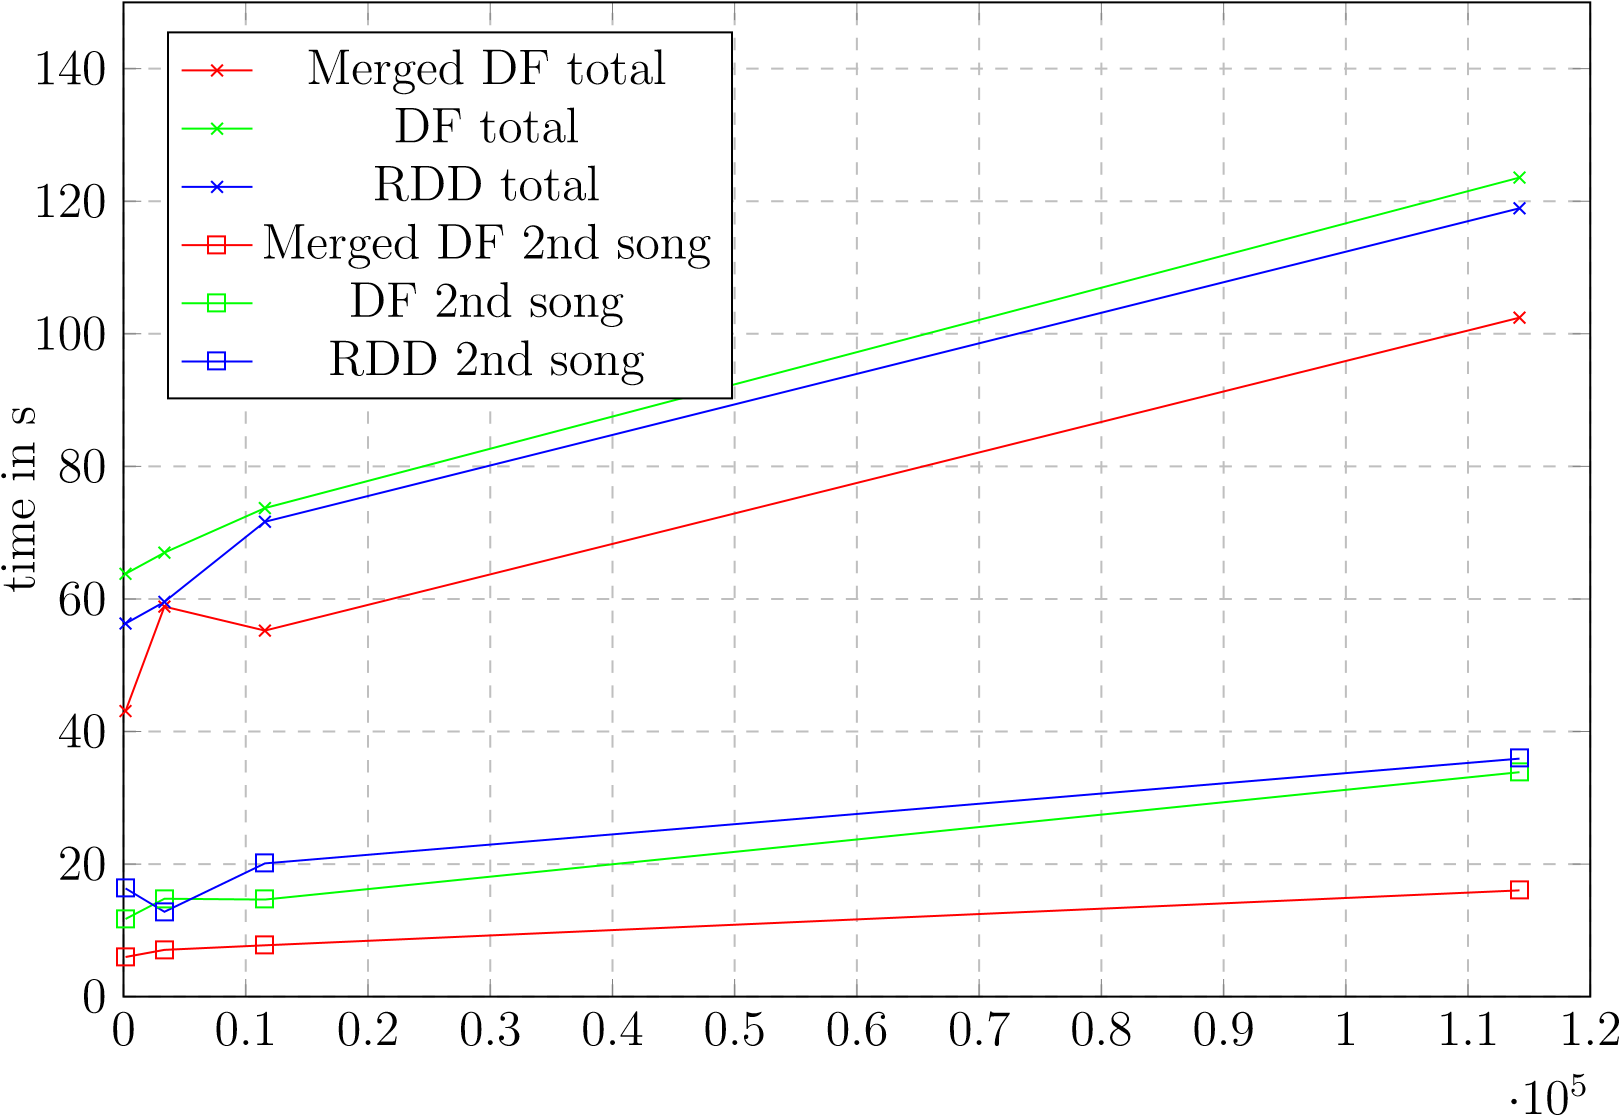 140
120
100
80
60
40
20
0
time in s
Merged DF total
DF total
RDD total
Merged DF 2nd song
DF 2nd song
RDD 2nd song
0 0.1 0.2 0.3 0.4 0.5 0.6 0.7 0.8 0.9 1 1.1 1.2
·10⁵